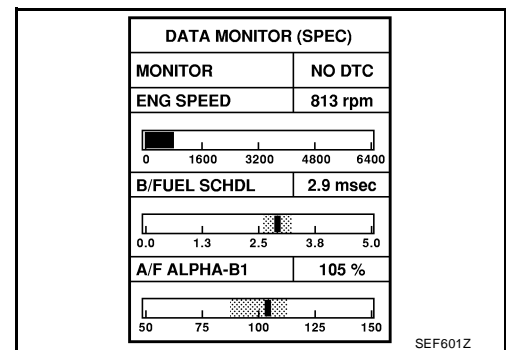 DATA MONITOR (SPEC)
MONITOR NO DTC
ENG SPEED 813 rpm
0 1600 3200 4800 6400
B/FUEL SCHDL 2.9 msec
0.0 1.3 2.5 3.8 5.0
A/F ALPHA-B1 105 %
50 75 100 125 150
SEF601Z